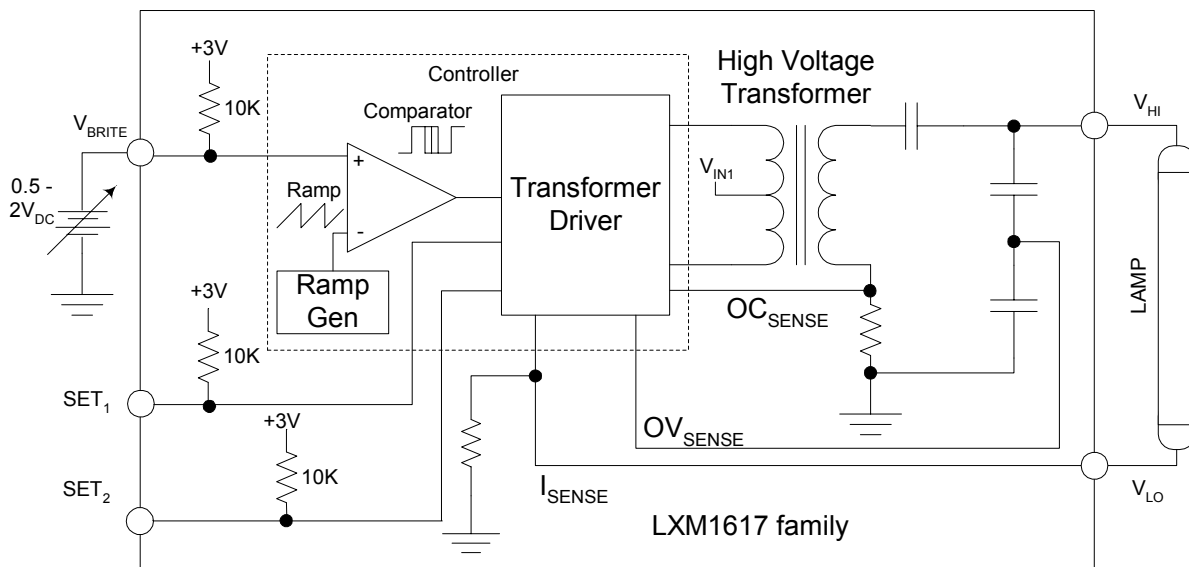 +3V
10K
Controller
Comparator
High Voltage
Transformer
V_HI
V_BRITE
+
Ramp
-
Transformer
Driver
V_IN1
0.5 -
2V_DC
Ramp
Gen
LAMP
+3V
10K
OC_SENSE
SET_1
+3V
10K
OV_SENSE
SET_2
I_SENSE
V_LO
LXM1617 family